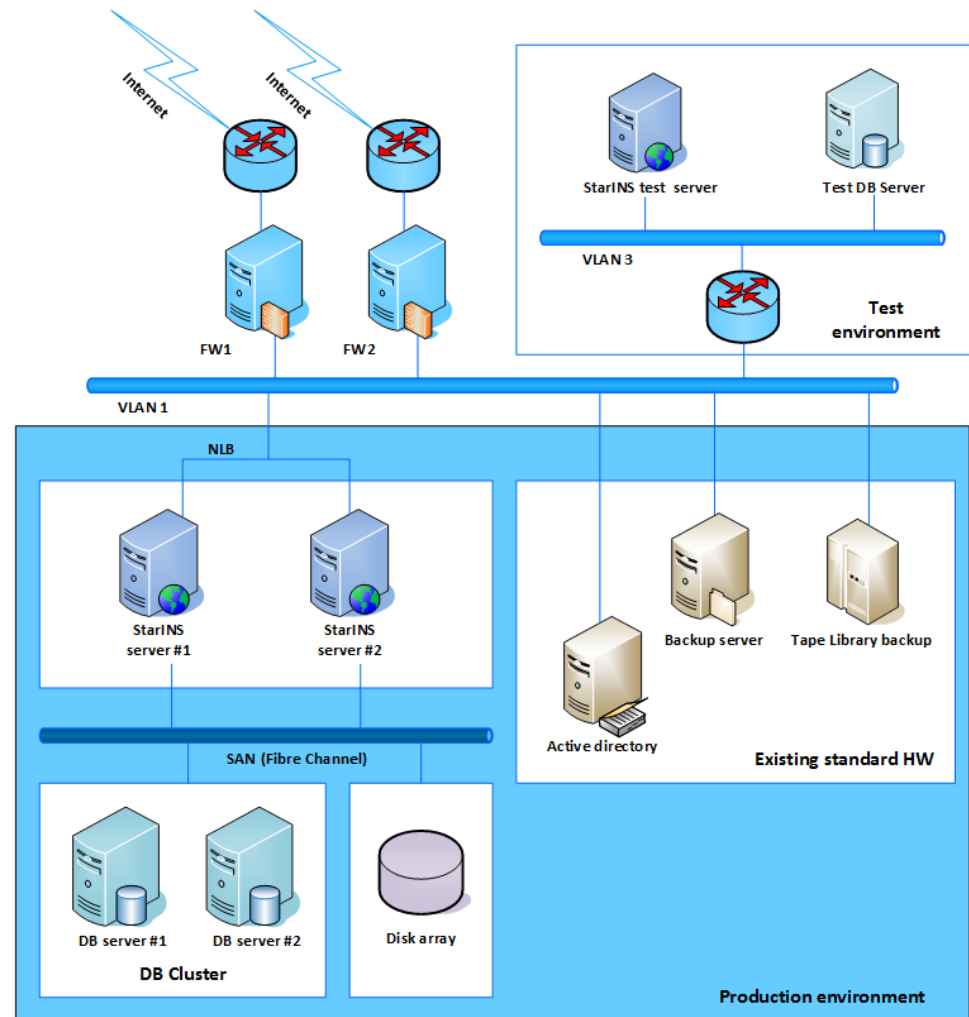 Internet
Internet
StarINS test server
Test DB Server
VLAN 3
Test
environment
FW1
FW2
VLAN 1
NLB
StarINS
server #1
StarINS
server #2
Backup server
Tape Library backup
Active directory
Existing standard HW
SAN (Fibre Channel)
DB server #1
DB server #2
DB Cluster
Disk array
Production environment